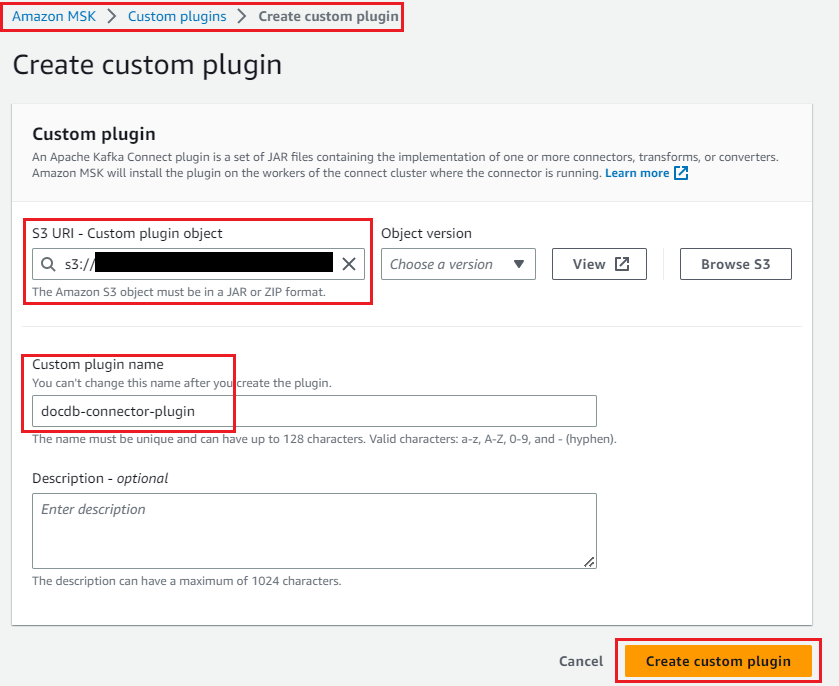 Amazon MSK > Custom plugins > Create custom plugin
Create custom plugin
Custom plugin
An Apache Kafka Connect plugin is a set of JAR files containing the implementation of one or more connectors, transforms, or converters.
Amazon MSK will install the plugin on the workers of the connect cluster where the connector is running. Learn more
S3 URI - Custom plugin object
Object version
s3://
Choose a version
View
Browse S3
The Amazon S3 object must be in a JAR or ZIP format.
Custom plugin name
You can't change this name after you create the plugin.
docdb-connector-plugin
The name must be unique and can have up to 128 characters. Valid characters: a-z, A-Z, 0-9, and - (hyphen).
Description - optional
Enter description
The description can have a maximum of 1024 characters.
Cancel
Create custom plugin